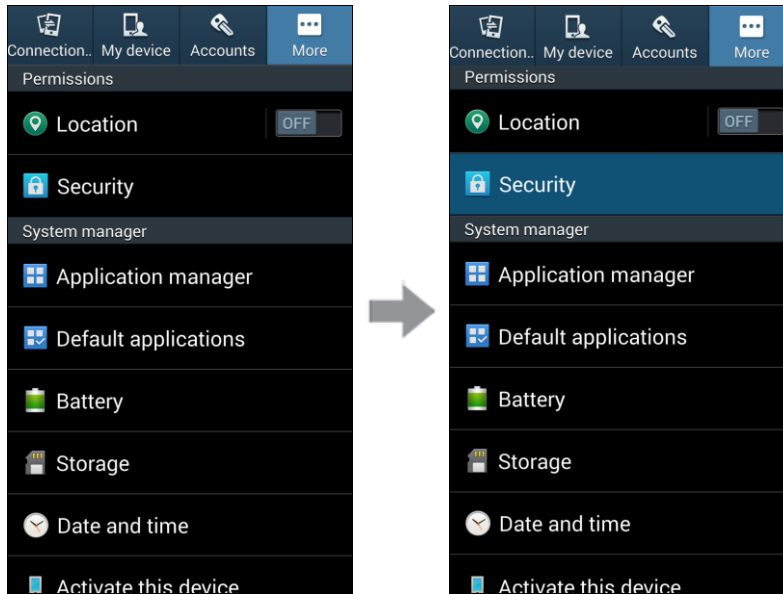 Connection.. My device Accounts More
Permissions
Location OFF
Security
System manager
Application manager
Default applications
Battery
Storage
Date and time
Activate this device
Connection.. My device Accounts More
Permissions
Location OFF
Security
System manager
Application manager
Default applications
Battery
Storage
Date and time
Activate this device